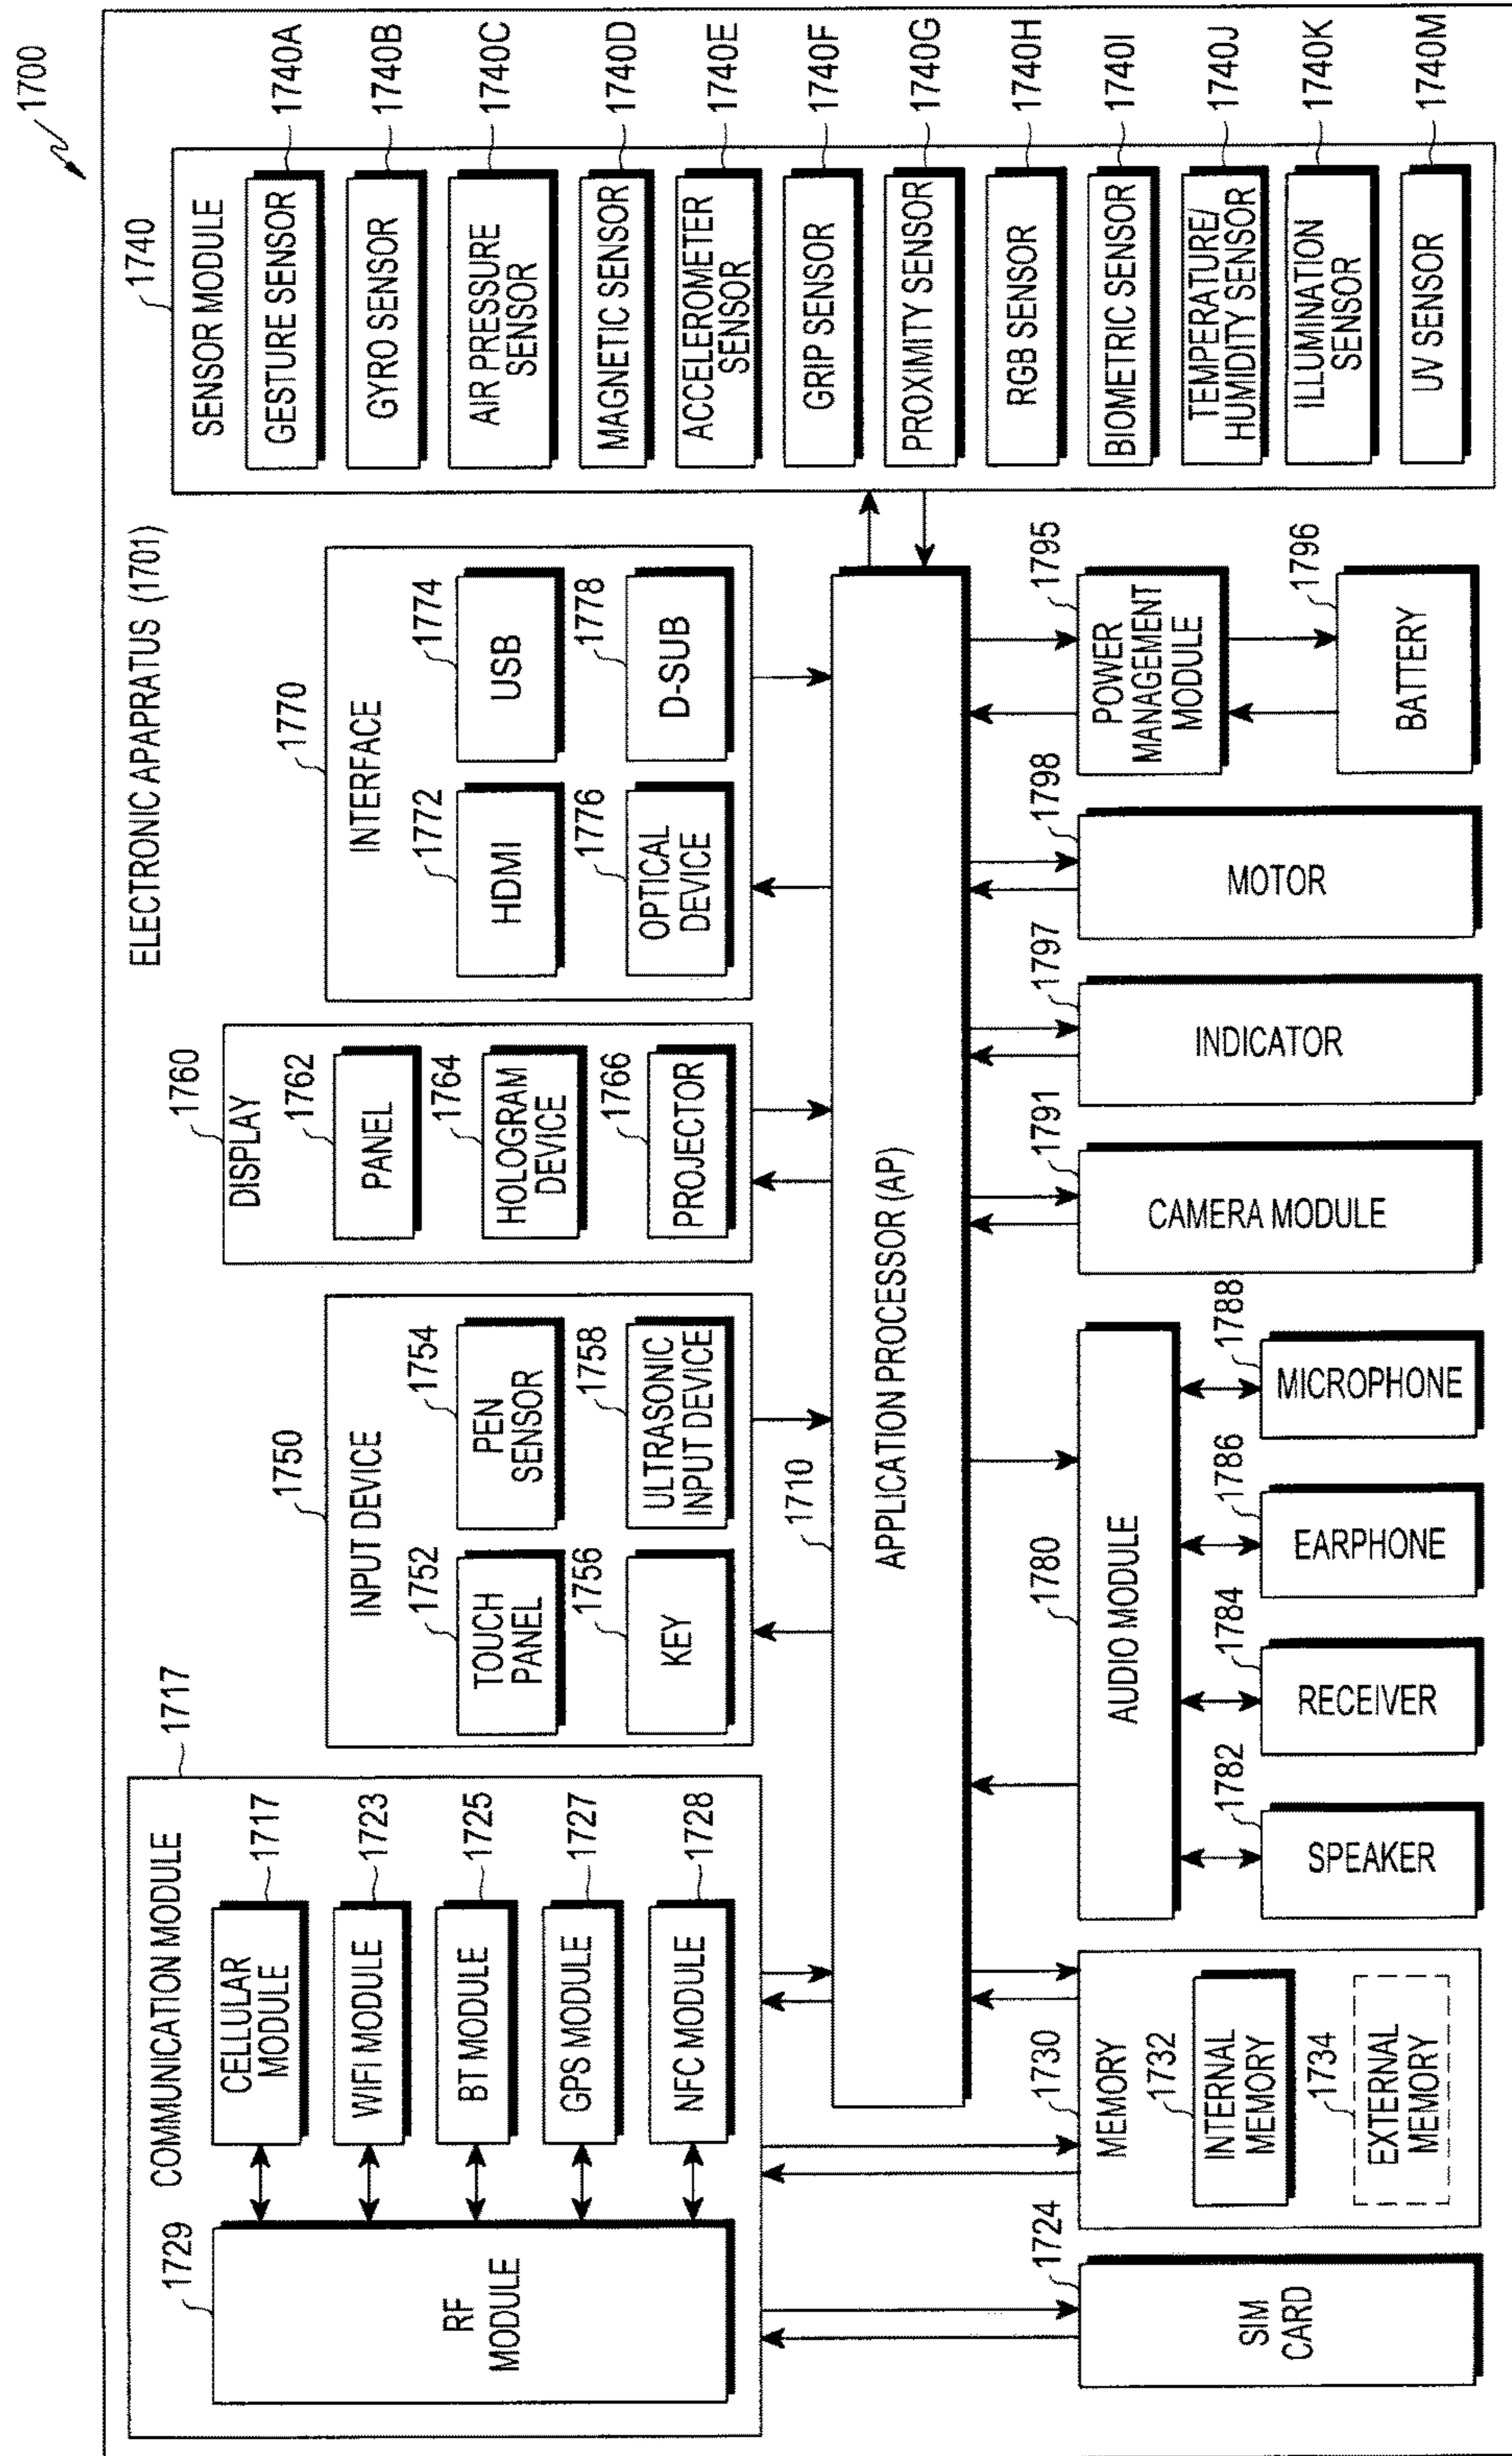 1700
ELECTRONIC APAPRATUS (1701)
1717
COMMUNICATION MODULE
1729
RF
MODULE
CELLULAR
MODULE
1717
WIFI MODULE
1723
BT MODULE
1725
GPS MODULE
1727
NFC MODULE
1728
1750
INPUT DEVICE
1752
TOUCH
PANEL
1754
PEN
SENSOR
1756
KEY
1758
ULTRASONIC
INPUT DEVICE
1760
DISPLAY
1762
PANEL
1764
HOLOGRAM
DEVICE
1766
PROJECTOR
1770
INTERFACE
1772
HDMI
1774
USB
1776
OPTICAL
DEVICE
1778
D-SUB
1740
SENSOR MODULE
GESTURE SENSOR
1740A
GYRO SENSOR
1740B
AIR PRESSURE
SENSOR
1740C
MAGNETIC SENSOR
1740D
ACCELEROMETER
SENSOR
1740E
GRIP SENSOR
1740F
PROXIMITY SENSOR
1740G
RGB SENSOR
1740H
BIOMETRIC SENSOR
1740I
TEMPERATURE/
HUMIDITY SENSOR
1740J
ILLUMINATION
SENSOR
1740K
UV SENSOR
1740M
1710
APPLICATION PROCESSOR (AP)
1724
SIM
CARD
1730
MEMORY
1732
INTERNAL
MEMORY
1734
EXTERNAL
MEMORY
1780
AUDIO MODULE
1782
SPEAKER
1784
RECEIVER
1786
EARPHONE
1788
MICROPHONE
1791
CAMERA MODULE
1797
INDICATOR
1798
MOTOR
1795
POWER
MANAGEMENT
MODULE
1796
BATTERY